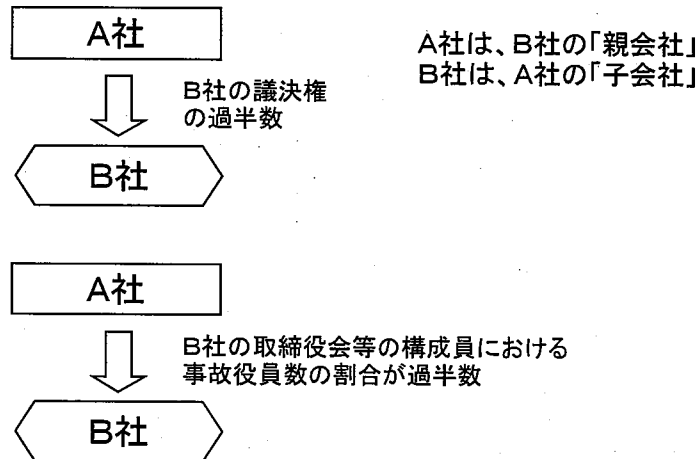 A社
A社は、B社の「親会社」
B社は、A社の「子会社」
B社の議決権
の過半数
B社
A社
B社の取締役会等の構成員における
事故役員数の割合が過半数
B社